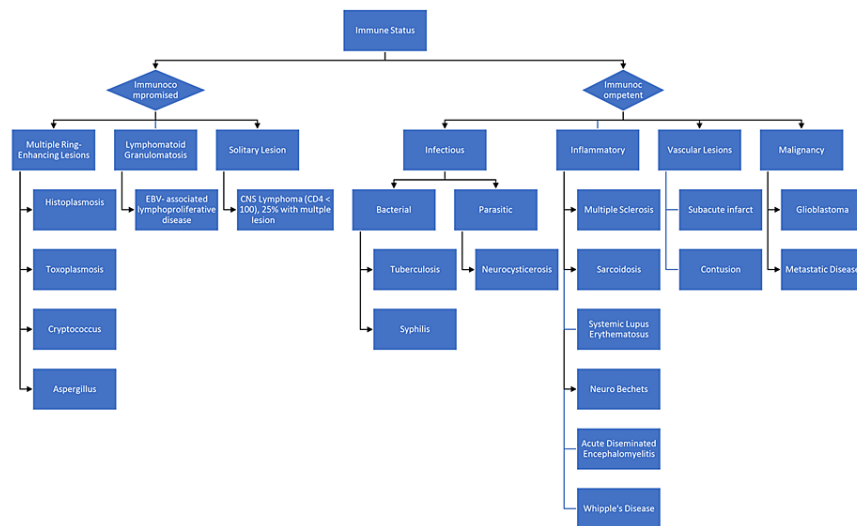 Immune Status
Immunoco
mpromised
Immunoc
ompetent
Multiple Ring-
Enhancing Lesions
Lymphomatoid
Granulomatosis
Solitary Lesion
Infectious
Inflammatory
Vascular Lesions
Malignancy
Histoplasmosis
EBV- associated
lymphoproliferative
disease
CNS Lymphoma (CD4 <
100), 25% with multple
lesion
Bacterial
Parasitic
Multiple Sclerosis
Subacute infarct
Glioblastoma
Toxoplasmosis
Tuberculosis
Neurocysticerosis
Sarcoidosis
Contusion
Metastatic Disease
Cryptococcus
Syphilis
Systemic Lupus
Erythematosus
Aspergillus
Neuro Bechets
Acute Diseminated
Encephalomyelitis
Whipple's Disease